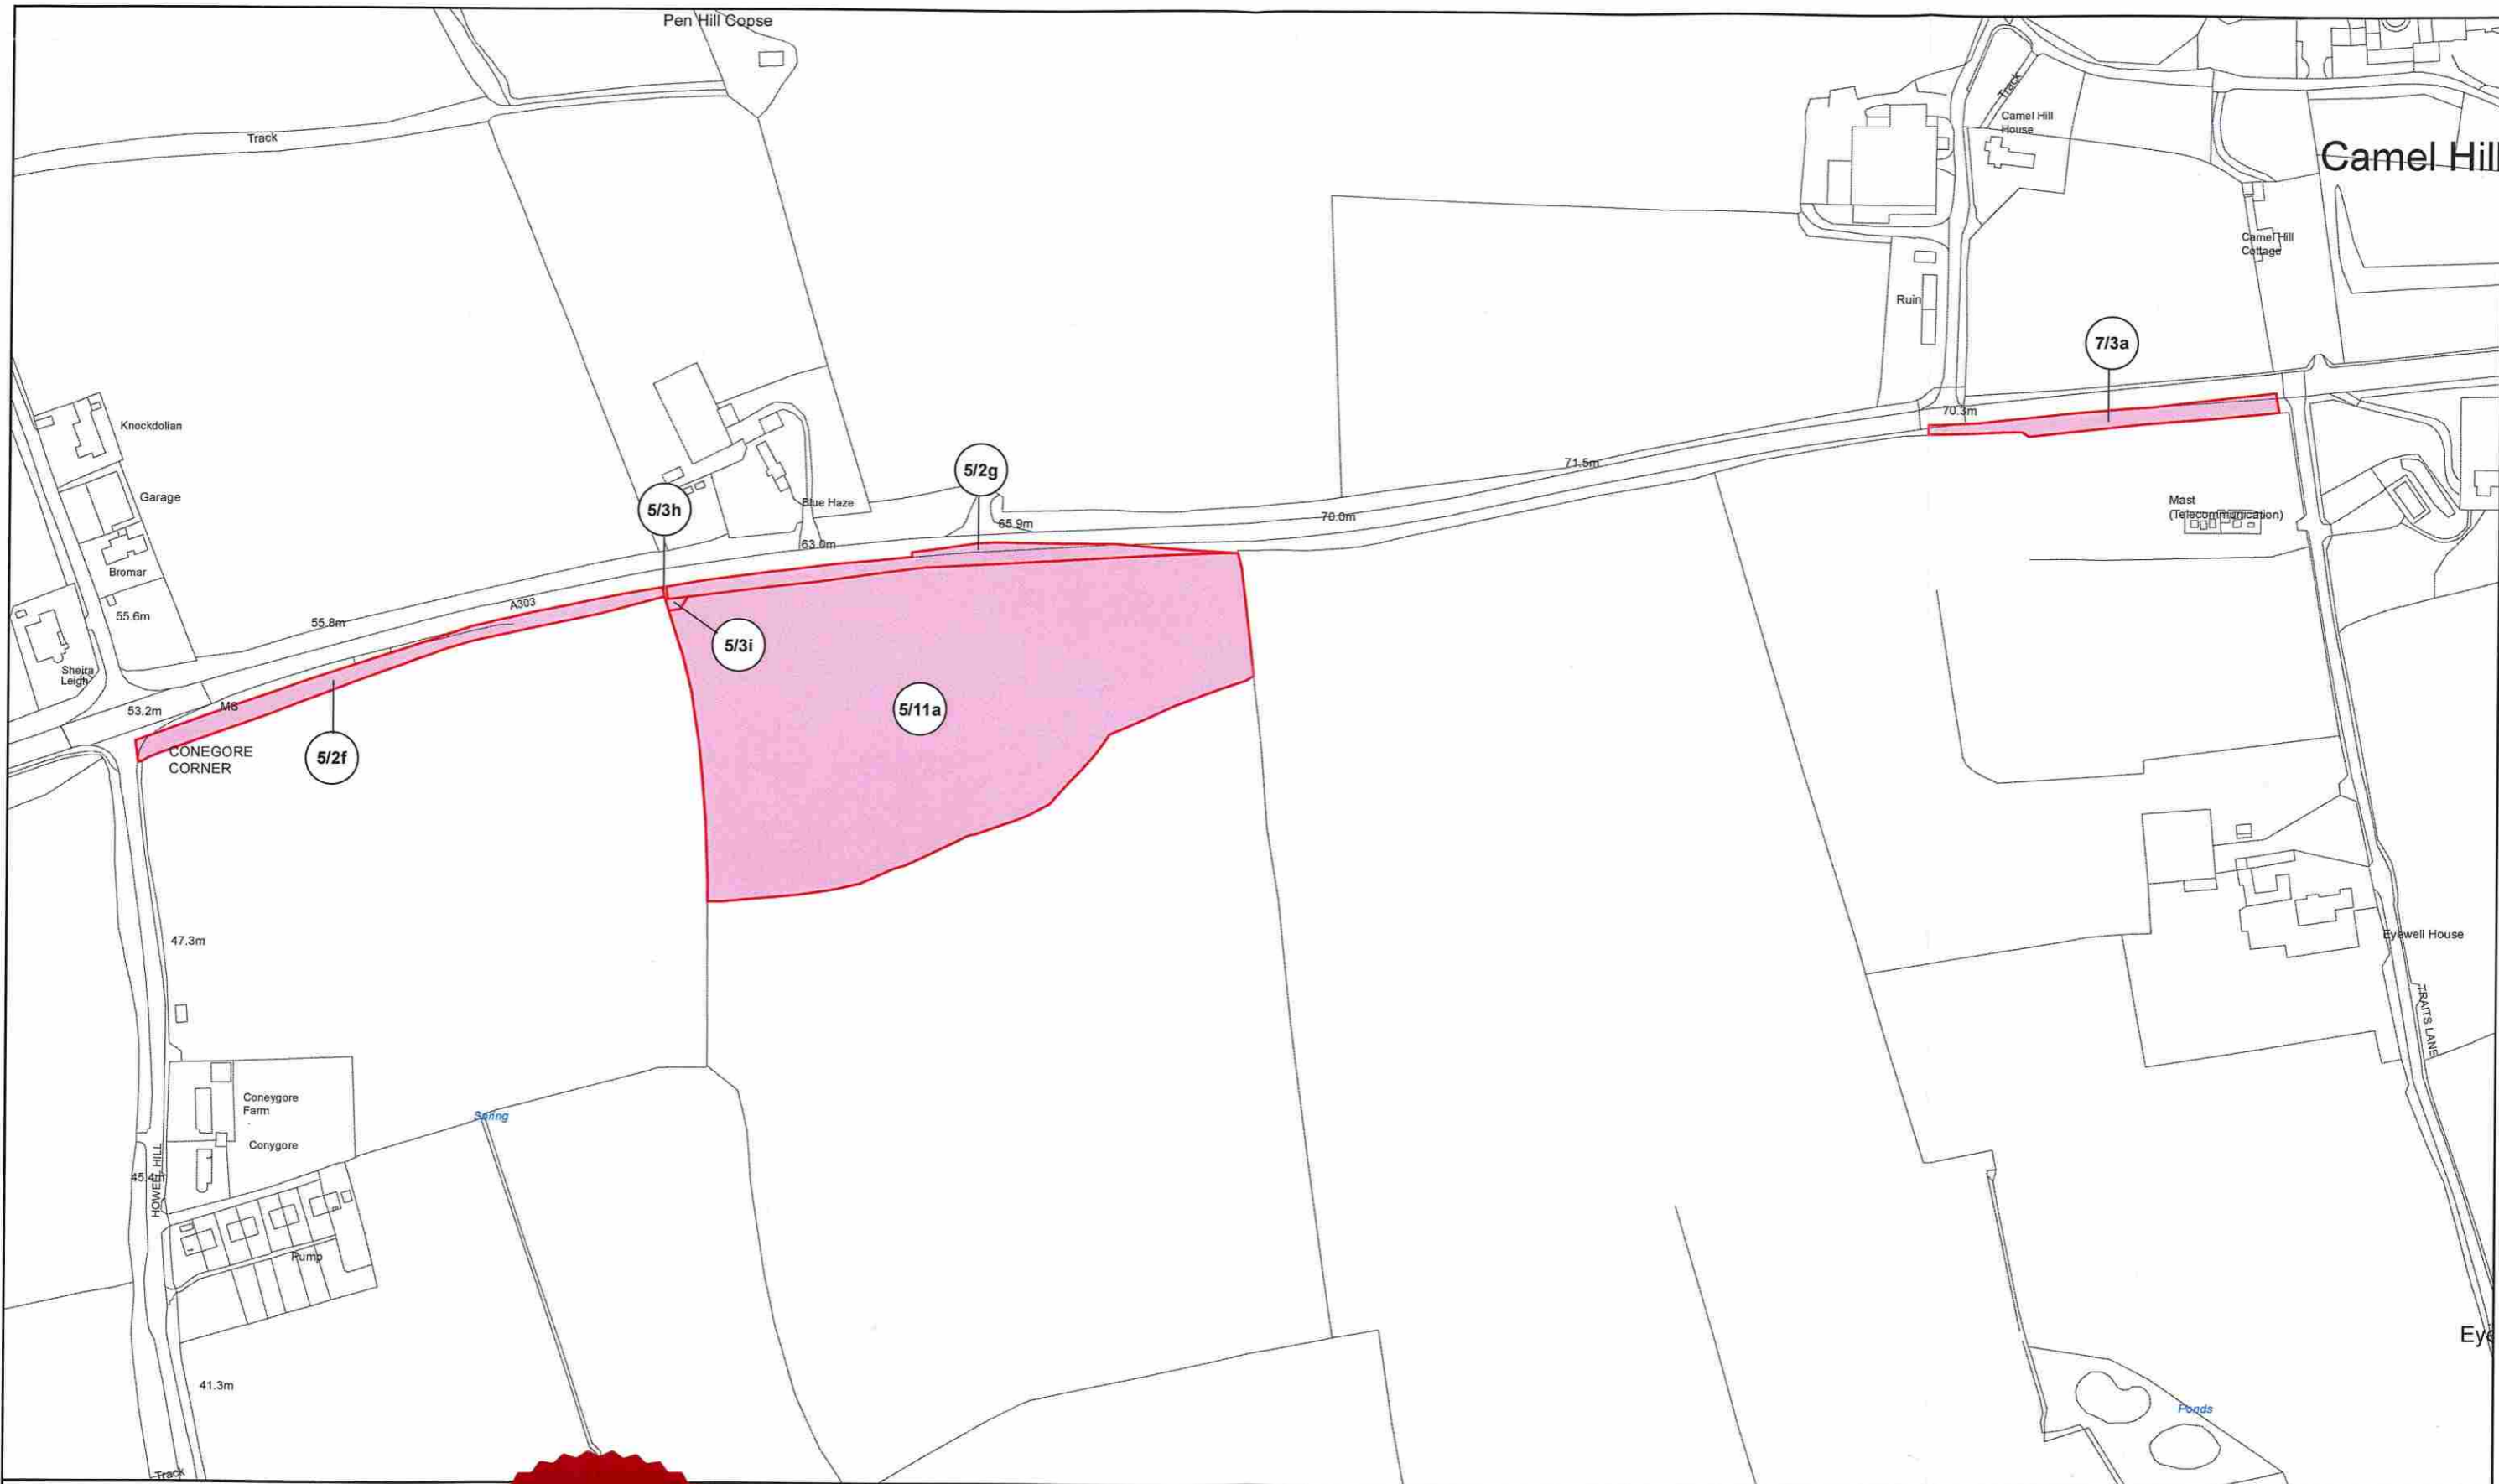 Pen Hill Copse
Track
Track
Camel Hill
House
Camel Hill
Camel Hill
Cottage
Ruin
7/3a
70.3m
Knockdolian
Garage
Bromar
55.6m
Sheira
Leigh
53.2m
55.8m
A303
MS
CONEGORE
CORNER
5/2f
5/3h
Blue Haze
63.0m
5/2g
65.9m
70.0m
71.5m
5/3i
5/11a
Mast
(Telecommunication)
47.3m
Eyewell House
TRAITS LANE
Coneygore
Farm
Conygore
Spring
45.4m
HOWELL HILL
Pump
41.3m
Track
Ponds
Eye